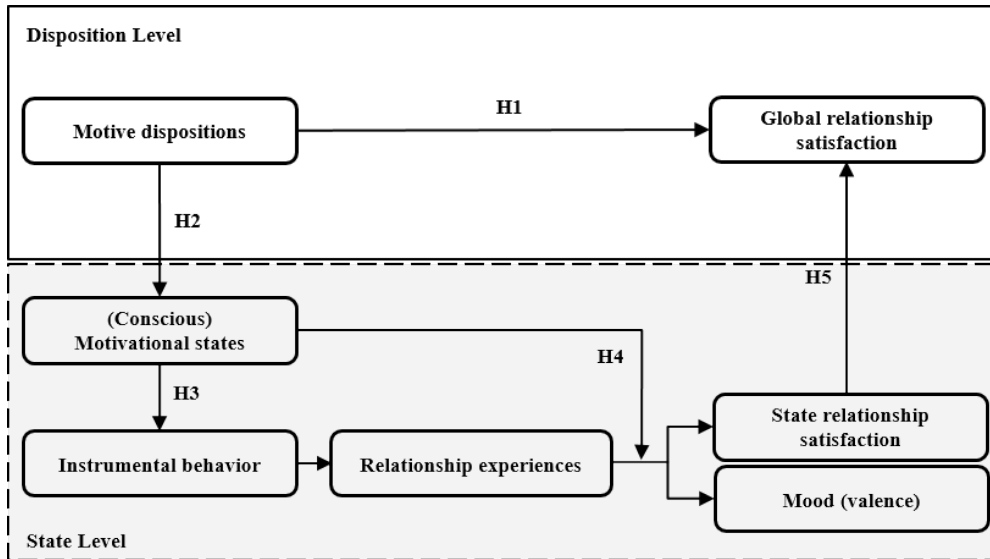 Disposition Level
H1
Motive dispositions
Global relationship
satisfaction
H2
H5
(Conscious)
Motivational states
H4
H3
State relationship
satisfaction
Instrumental behavior
Relationship experiences
Mood (valence)
State Level